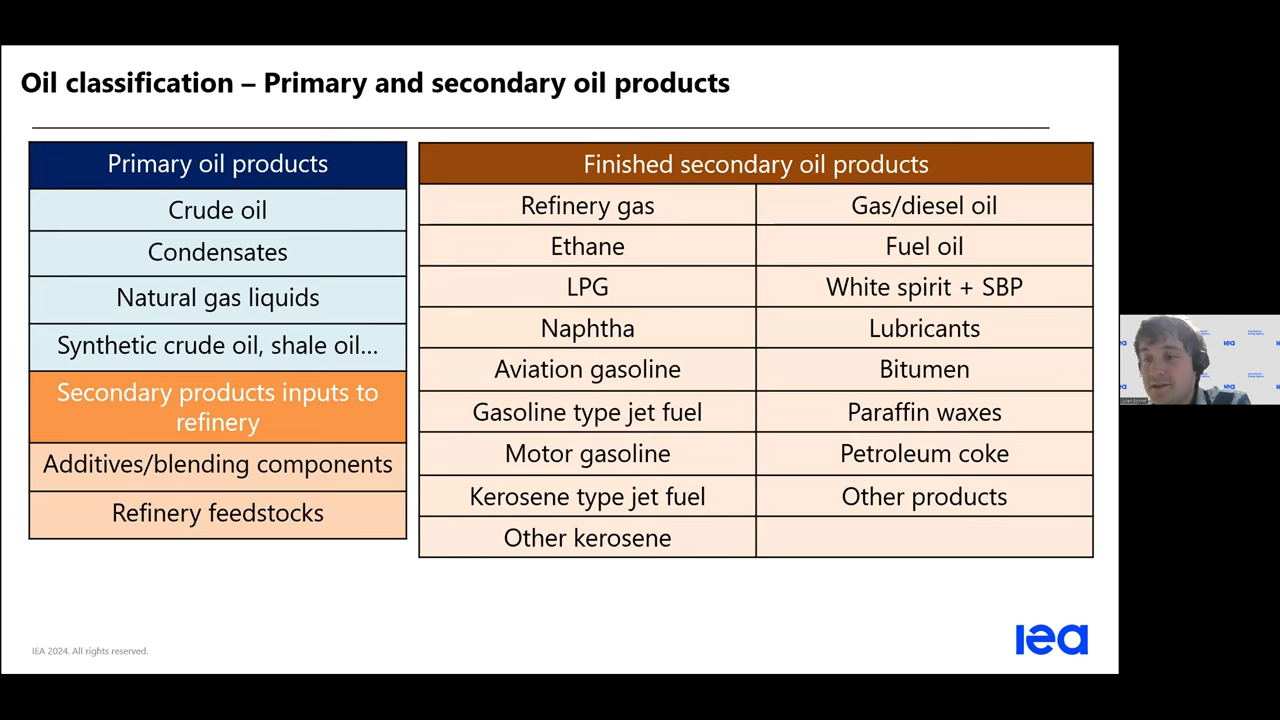 Oil classification – Primary and secondary oil products
Primary oil products
Crude oil
Condensates
Natural gas liquids
Synthetic crude oil, shale oil...
Secondary products inputs to
refinery
Additives/blending components
Refinery feedstocks
Finished secondary oil products
Refinery gas
Gas/diesel oil
Ethane
Fuel oil
LPG
White spirit + SBP
Naphtha
Lubricants
Aviation gasoline
Bitumen
Gasoline type jet fuel
Paraffin waxes
Motor gasoline
Petroleum coke
Kerosene type jet fuel
Other products
Other kerosene
IEA 2024. All rights reserved.
iea
iea
iea